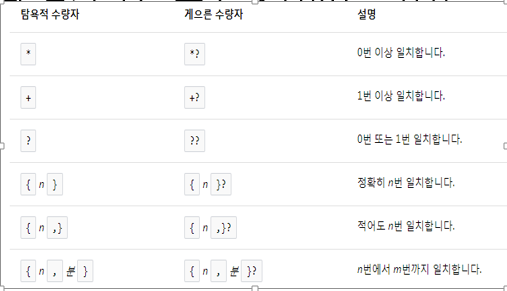 탐욕적 수량자 게으른 수량자 설명
* *? 0번 이상 일치합니다.
+ +? 1번 이상 일치합니다.
? ?? 0번 또는 1번 일치합니다.
{ n } { n }? 정확히 n번 일치합니다.
{ n ,} { n ,}? 적어도 n번 일치합니다.
{ n , 분 } { n , 분 }? n번에서 m번까지 일치합니다.